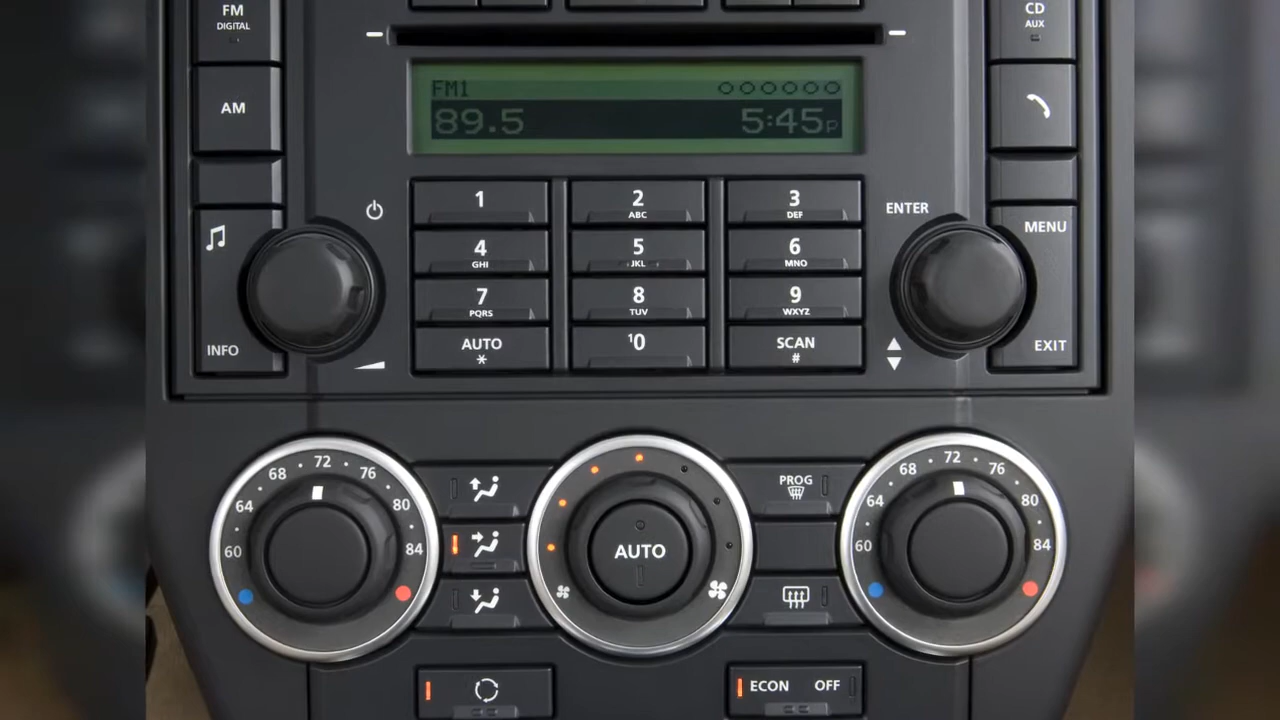 FM
DIGITAL
CD
AUX
FM1
AM
89.5 5:45P
1
2
ABC
3
DEF
ENTER
MENU
4
GHI
5
JKL
6
MNO
7
PQRS
8
TUV
9
WXYZ
INFO
AUTO
*
10
SCAN
#
EXIT
60 64 68 72 76 80 84
AUTO
PROG
60 64 68 72 76 80 84
ECON OFF